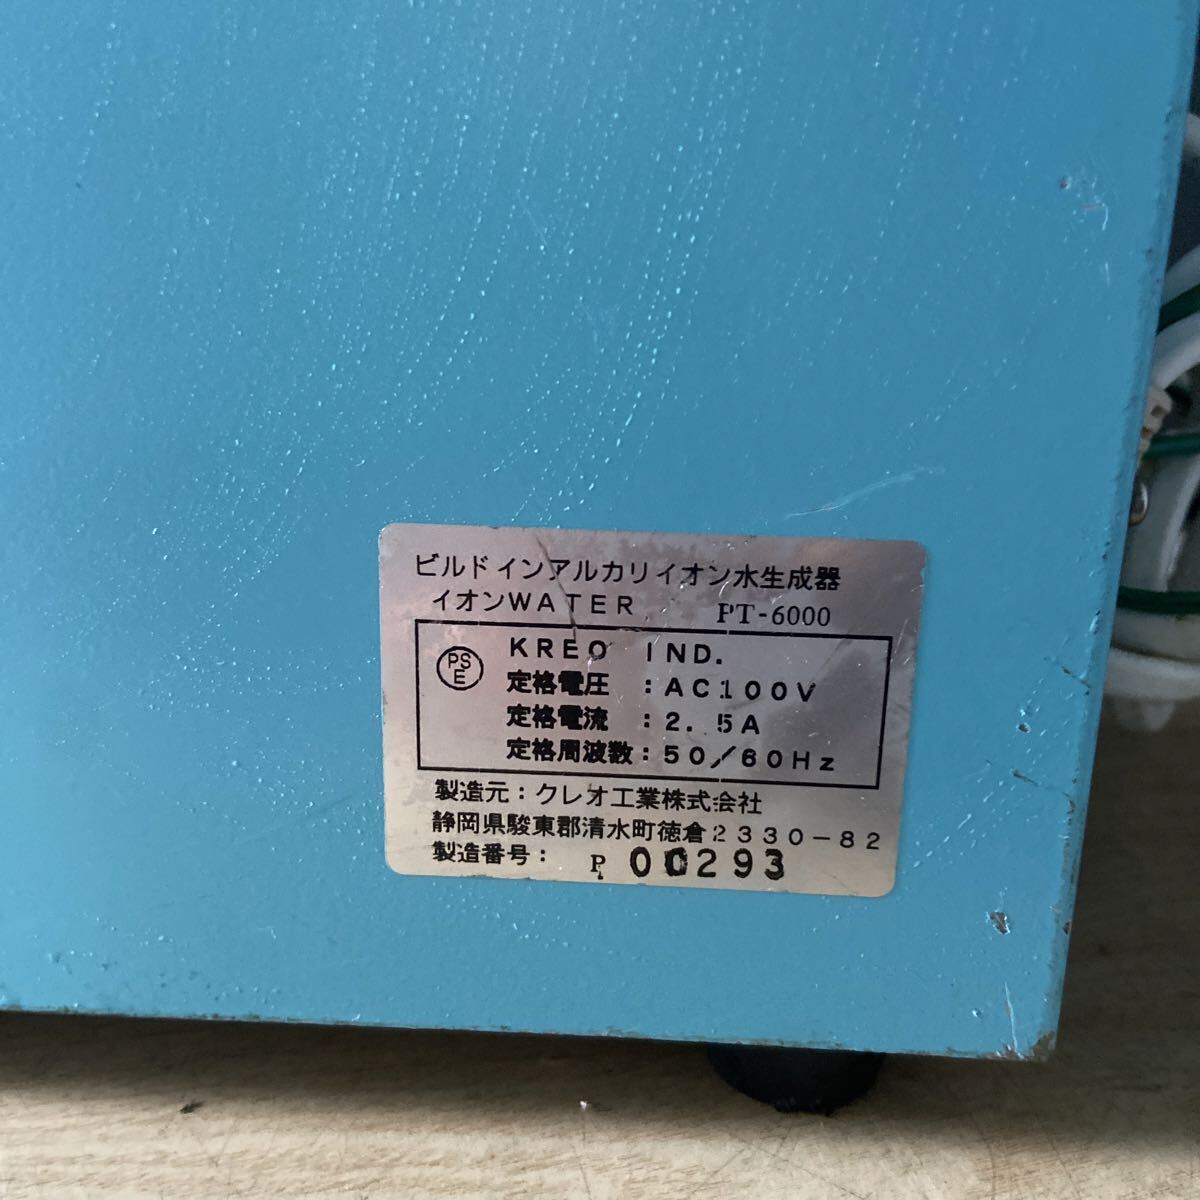 ビルドインアルカリイオン水生成器
イオンWATER PT-6000
PS E
KREO IND.
定格電圧 : AC100V
定格電流 : 2.5A
定格周波数 : 50/60Hz
製造元 : クレオ工業株式会社
静岡県駿東郡清水町徳倉2330-82
製造番号 : P. 00293